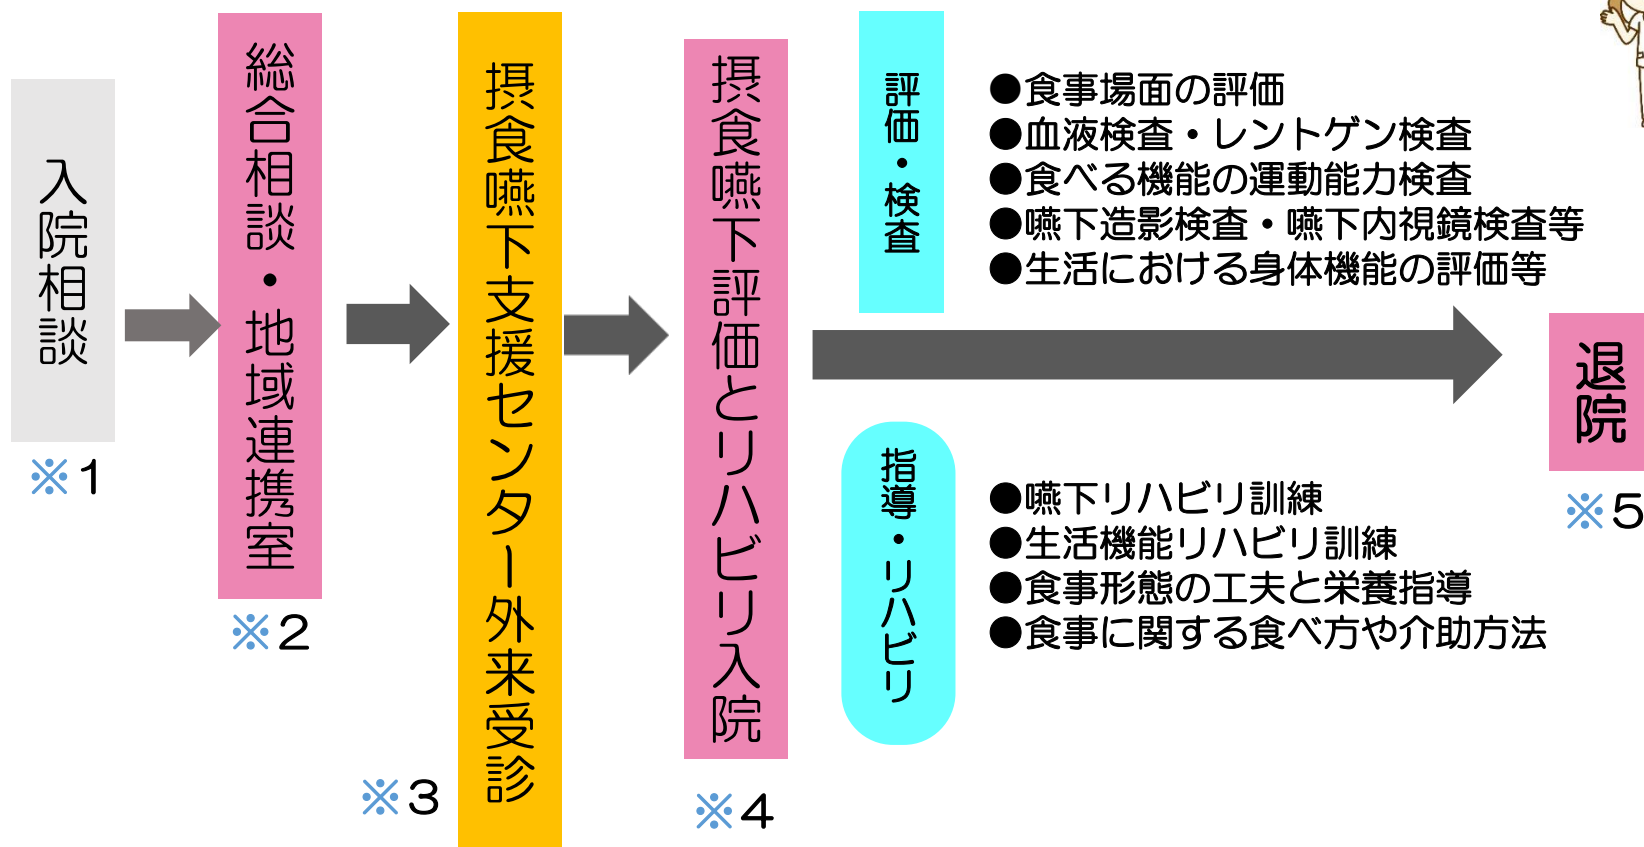 入院相談
※1
総合相談・地域連携室
※2
摂食嚥下支援センター外来受診
※3
摂食嚥下評価とリハビリ入院
※4
評価・検査
●食事場面の評価
●血液検査・レントゲン検査
●食べる機能の運動能力検査
●嚥下造影検査・嚥下内視鏡検査等
●生活における身体機能の評価等
指導・リハビリ
●嚥下リハビリ訓練
●生活機能リハビリ訓練
●食事形態の工夫と栄養指導
●食事に関する食べ方や介助方法
退院
※5